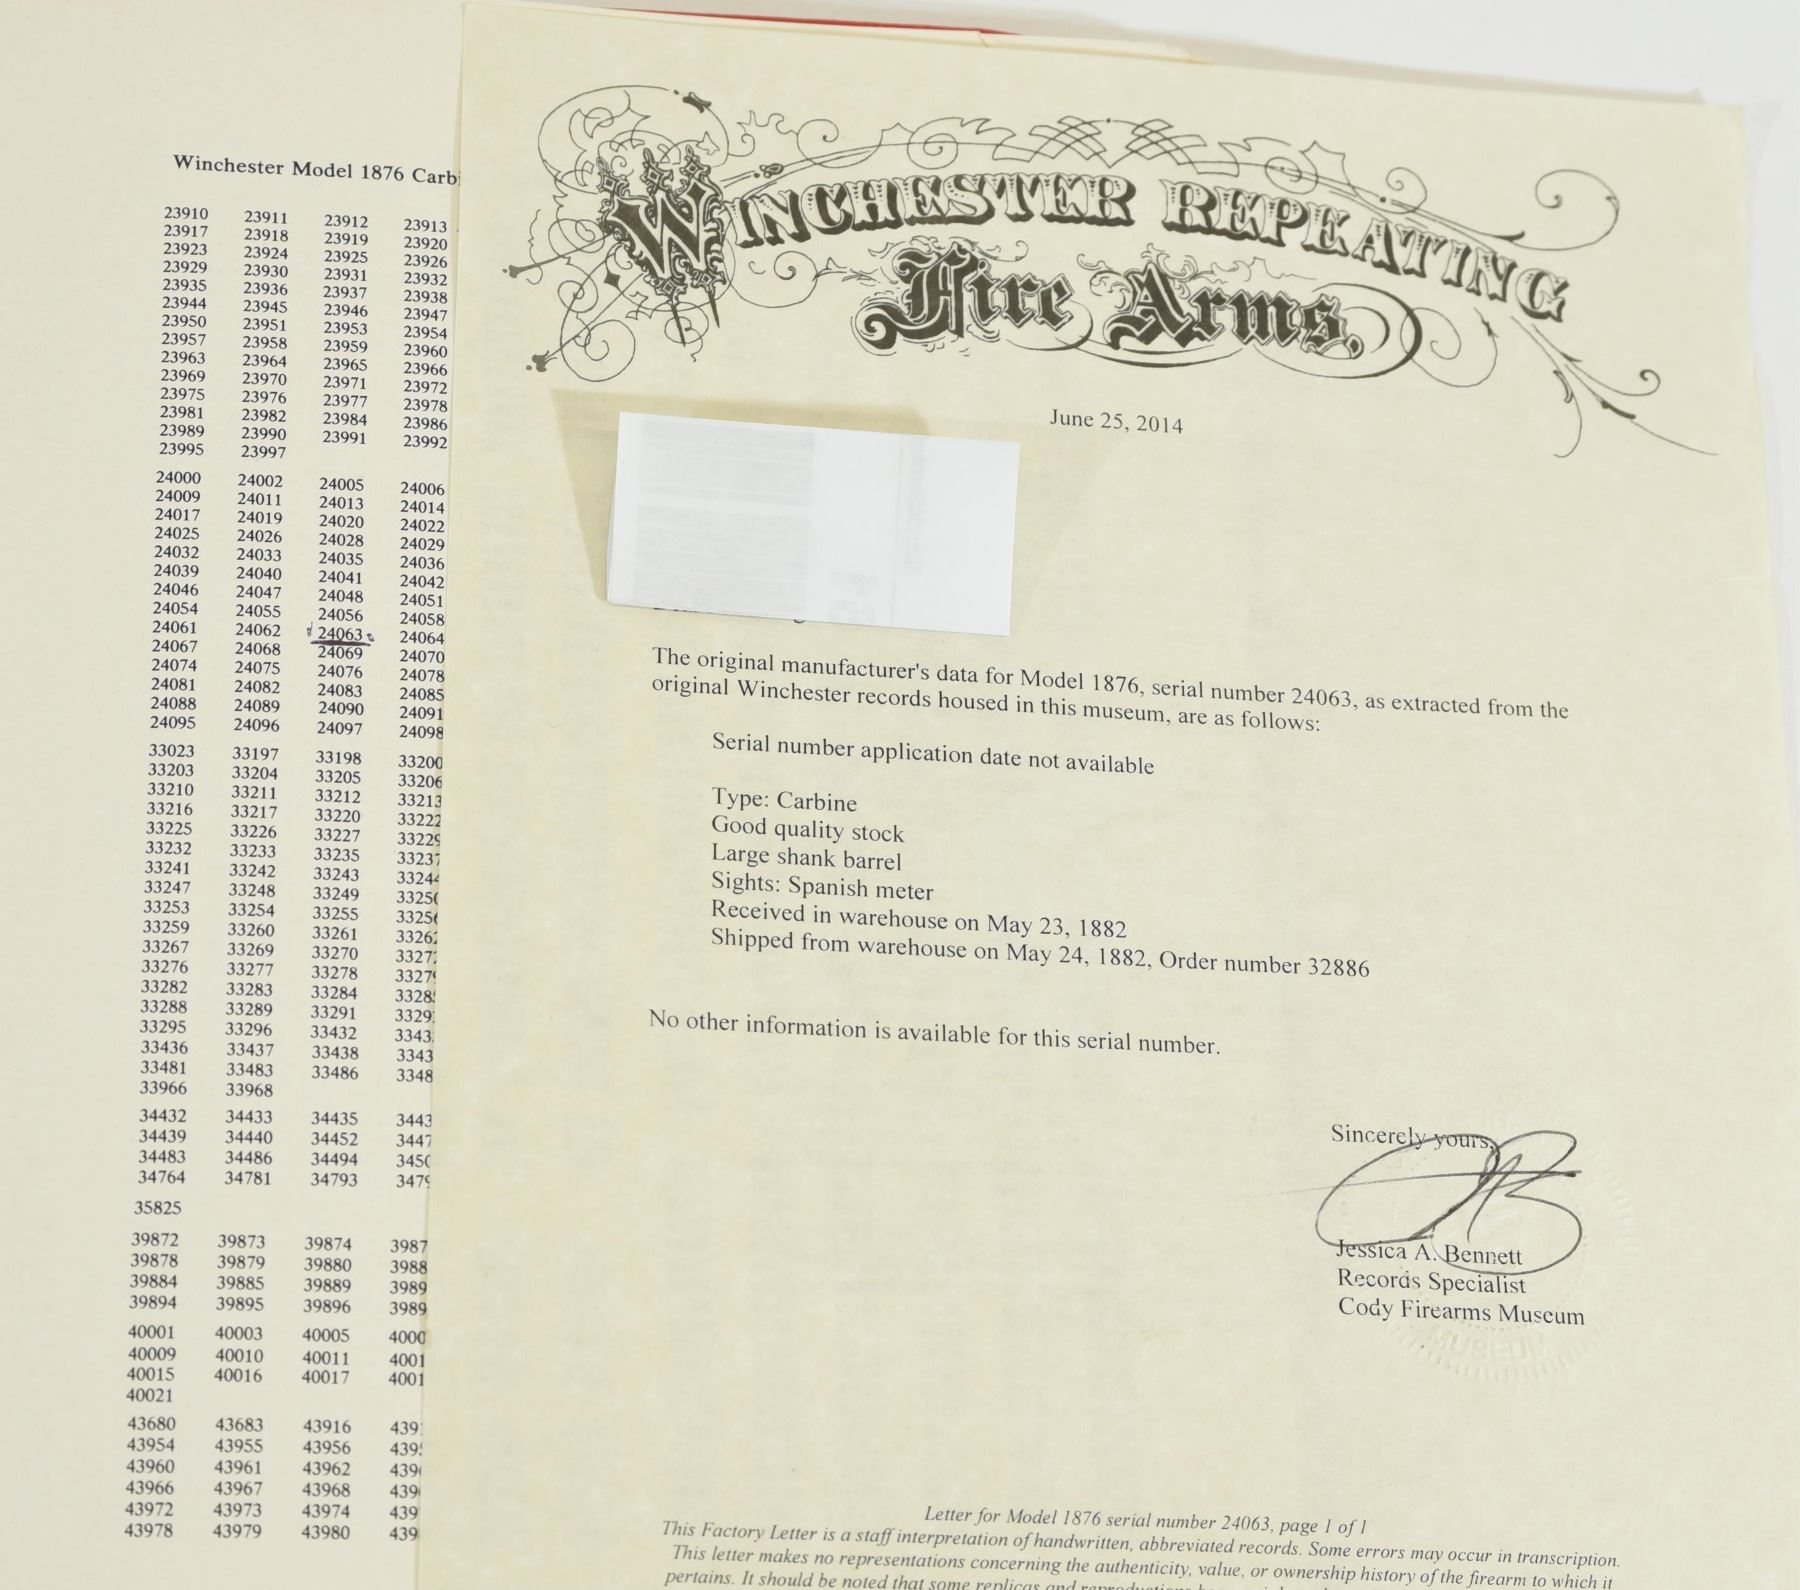 Winchester Model 1876
23910 23911 23912 23913
23917 23918 23919 23920
23923 23924 23925 23926
23929 23930 23931 23932
23935 23936 23937 23938
23944 23945 23946 23947
23950 23951 23953 23954
23957 23958 23959 23960
23963 23964 23965 23966
23969 23970 23971 23972
23975 23976 23977 23978
23981 23982 23984 23986
23989 23990 23991 23992
23995 23997
24000 24002 24005 24006
24009 24011 24013 24014
24017 24019 24020 24022
24025 24026 24028 24029
24032 24033 24035 24036
24039 24040 24041 24042
24046 24047 24048 24051
24054 24055 24056 24058
24061 24062 24063 24064
24067 24068 24069 24070
24074 24075 24076 24078
24081 24082 24083 24085
24088 24089 24090 24091
24095 24096 24097 24098
33023 33197 33198 33200
33203 33204 33205 33206
33210 33211 33212 33213
33216 33217 33220 33222
33225 33226 33227 33229
33232 33233 33235 33237
33241 33242 33243 33244
33247 33248 33249
33253 33254 33255
33259 33260 33261
33267 33269 33270
33276 33277 33278
33282 33283 33284
33288 33289 33291
33295 33296 33432
33436 33437 33438
33481 33483 33486
33966 33968
34432 34433 34435
34439 34440 34452
34483 34486 34494
34764 34781 34793
35825
39872 39873 39874
39878 39879 39880
39884 39885 39889
39894 39895 39896
40001 40003 40005
40009 40010 40011
40015 40016 40017
40021
43680 43683 43916
43954 43955 43956
43960 43961 43962
43966 43967 43968
43972 43973 43974
43978 43979 43980
WINCHESTER REPEATING
Fire Arms,
June 25, 2014
The original manufacturer's data for Model 1876, serial number 24063, as extracted from the
original Winchester records housed in this museum, are as follows:
Serial number application date not available
Type: Carbine
Good quality stock
Large shank barrel
Sights: Spanish meter
Received in warehouse on May 23, 1882
Shipped from warehouse on May 24, 1882, Order number 32886
No other information is available for this serial number.
Sincerely yours,
Jessica A. Bennett
Records Specialist
Cody Firearms Museum
MUSEUM
Letter for Model 1876 serial number 24063, page 1 of 1
This Factory Letter is a staff interpretation of handwritten, abbreviated records. Some errors may occur in transcription.
This letter makes no representations concerning the authenticity, value, or ownership history of the firearm to which it
pertains. It should be noted that some replicas and